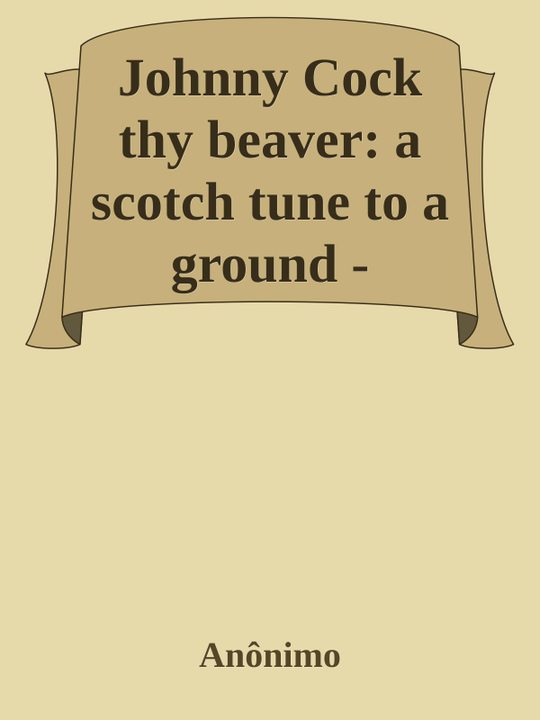 Johnny Cock
thy beaver: a
scotch tune to a
ground -
Anônimo